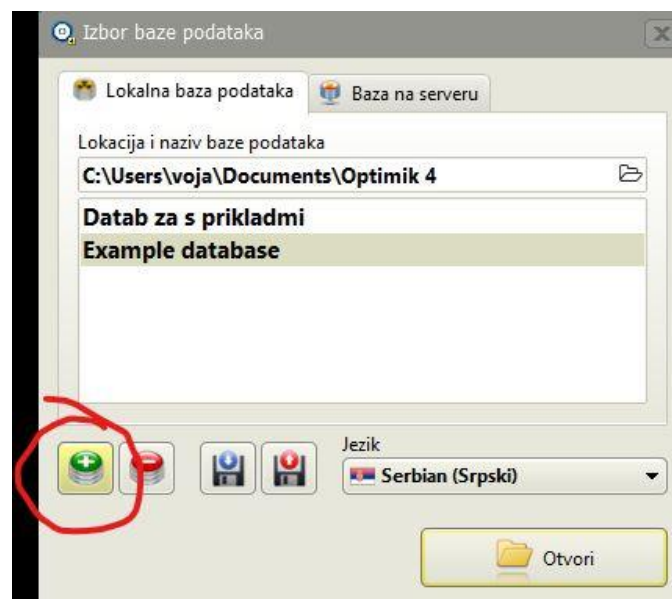 Izbor baze podataka
Lokalna baza podataka
Baza na serveru
Lokacija i naziv baze podataka
C:\Users\voja\Documents\Optimik 4
Datab za s prikladmi
Example database
Jezik
Serbian (Srpski)
Otvori